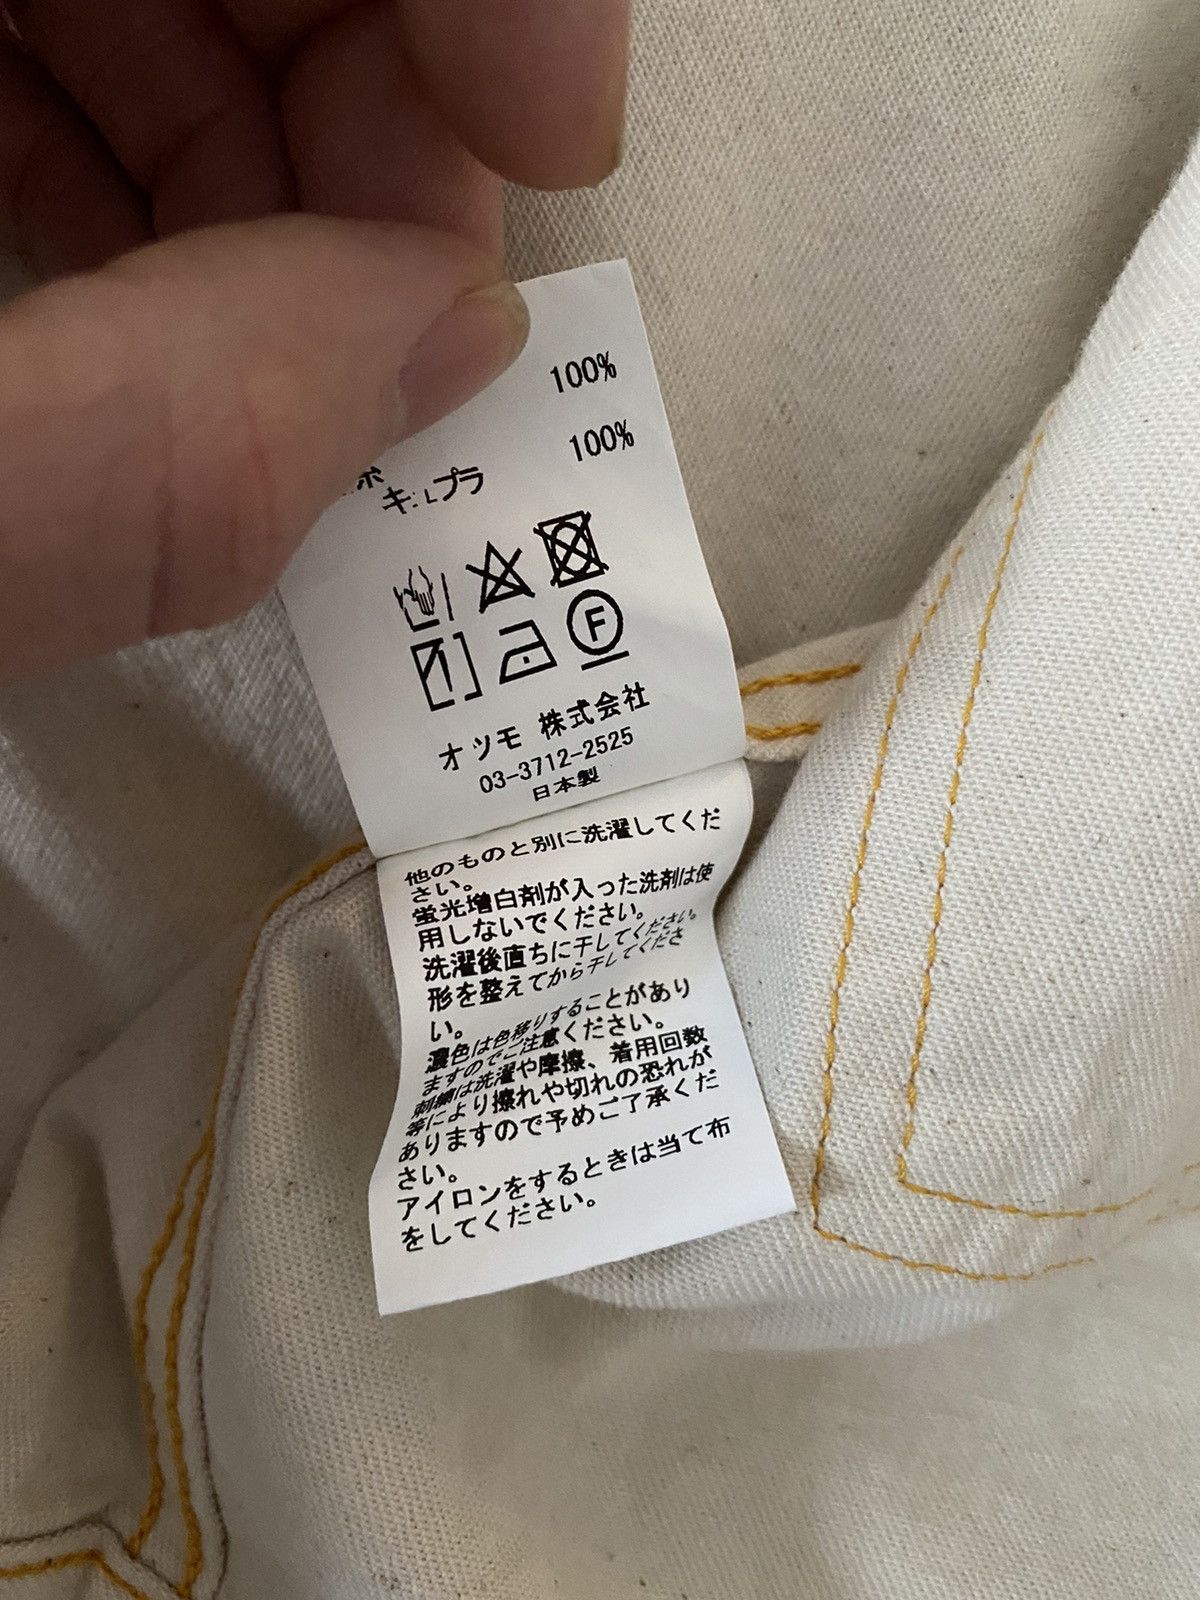 100%
100%
キュプラ
F
オツモ 株式会社
03-3712-2525
日本製
他のものと別に洗濯してくだ
さい。
蛍光増白剤が入った洗剤は使
用しないでください。
洗濯後直ちに干してください。
形を整えてから干してくださ
い。
濃色は色移りすることがあり
ますのでご注意ください。
刺繍は洗濯や摩擦、着用回数
等により擦れや切れの恐れが
ありますので予めご了承くだ
さい。
アイロンをするときは当て布
をしてください。